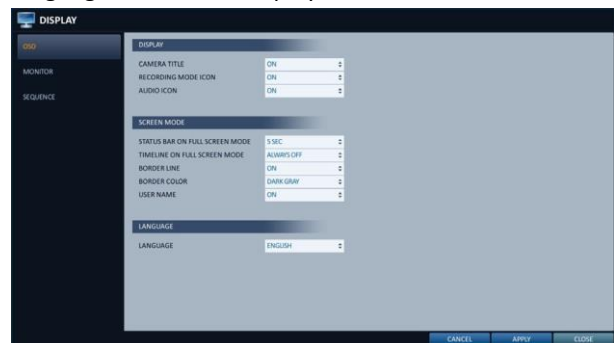 DISPLAY
OSD
MONITOR
SEQUENCE
DISPLAY
CAMERA TITLE ON
RECORDING MODE ICON ON
AUDIO ICON ON
SCREEN MODE
STATUS BAR ON FULL SCREEN MODE 5 SEC
TIMELINE ON FULL SCREEN MODE ALWAYS OFF
BORDER LINE ON
BORDER COLOR DARK GRAY
USER NAME ON
LANGUAGE
LANGUAGE ENGLISH
CANCEL APPLY CLOSE